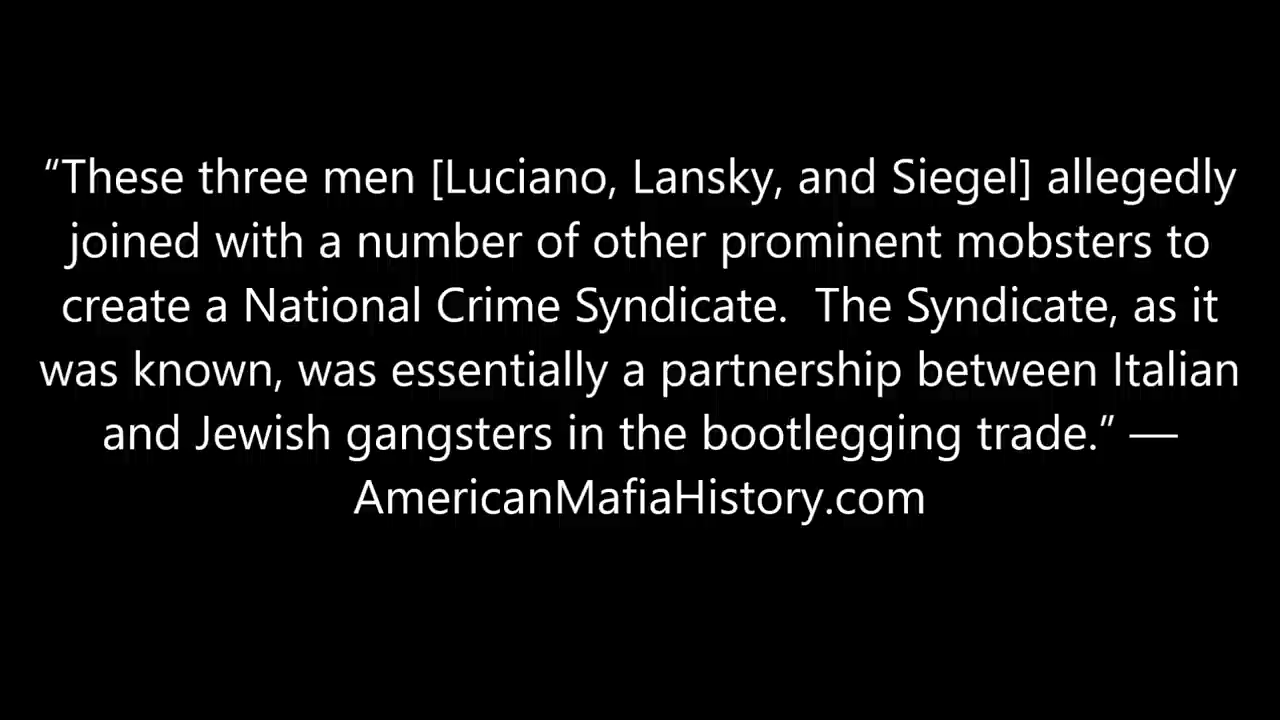 “These three men [Luciano, Lansky, and Siegel] allegedly
joined with a number of other prominent mobsters to
create a National Crime Syndicate.  The Syndicate, as it
was known, was essentially a partnership between Italian
and Jewish gangsters in the bootlegging trade.” —
AmericanMafiaHistory.com